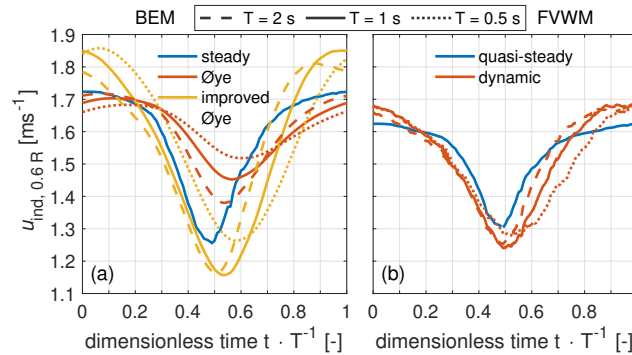 BEM T = 2 s T = 1 s T = 0.5 s FVWM
u_ind, 0.6 R [ms^-1]
1.9
1.8
1.7
1.6
1.5
1.4
1.3
1.2
1.1
steady
Øye
improved
Øye
(a)
0 0.2 0.4 0.6 0.8 1
dimensionless time t · T^-1 [-]
quasi-steady
dynamic
(b)
0 0.2 0.4 0.6 0.8
dimensionless time t · T^-1 [-]